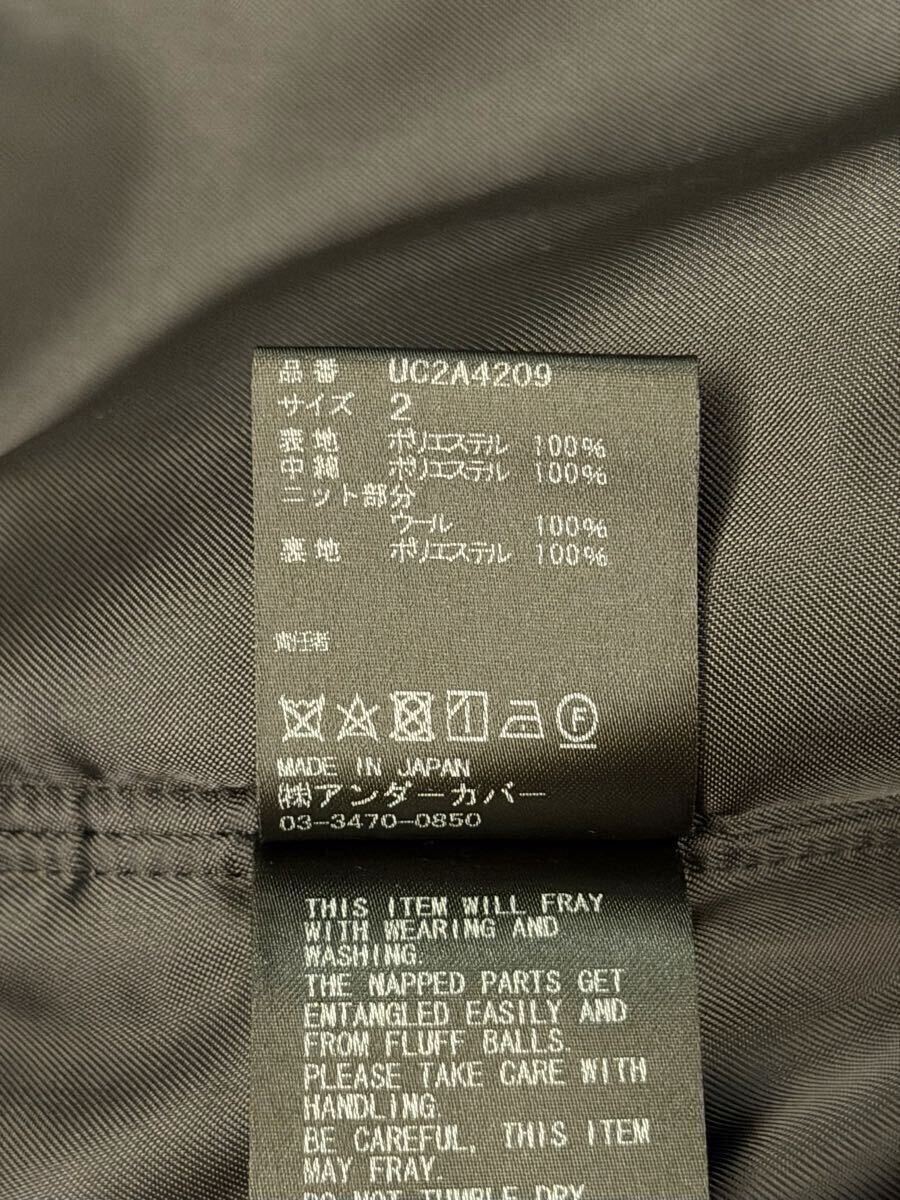 品番 UC2A4209
サイズ 2
表地 ポリエステル 100%
中綿 ポリエステル 100%
ニット部分
ウール 100%
裏地 ポリエステル 100%
責任者
MADE IN JAPAN
㈱アンダーカバー
03-3470-0850
THIS ITEM WILL FRAY
WITH WEARING AND
WASHING.
THE NAPPED PARTS GET
ENTANGLED EASILY AND
FROM FLUFF BALLS.
PLEASE TAKE CARE WITH
HANDLING.
BE CAREFUL, THIS ITEM
MAY FRAY.
DO NOT TUMBLE DRY